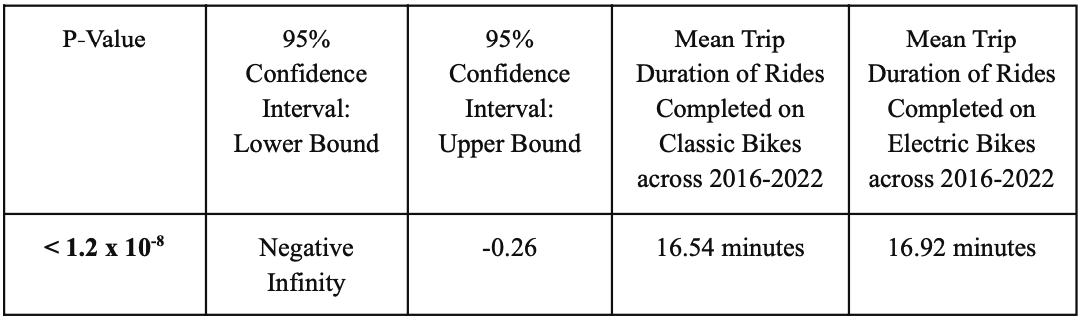 P-Value
95%
Confidence
Interval:
Lower Bound
95%
Confidence
Interval:
Upper Bound
Mean Trip
Duration of Rides
Completed on
Classic Bikes
across 2016-2022
Mean Trip
Duration of Rides
Completed on
Electric Bikes
across 2016-2022
< 1.2 x 10⁻⁸
Negative
Infinity
-0.26
16.54 minutes
16.92 minutes